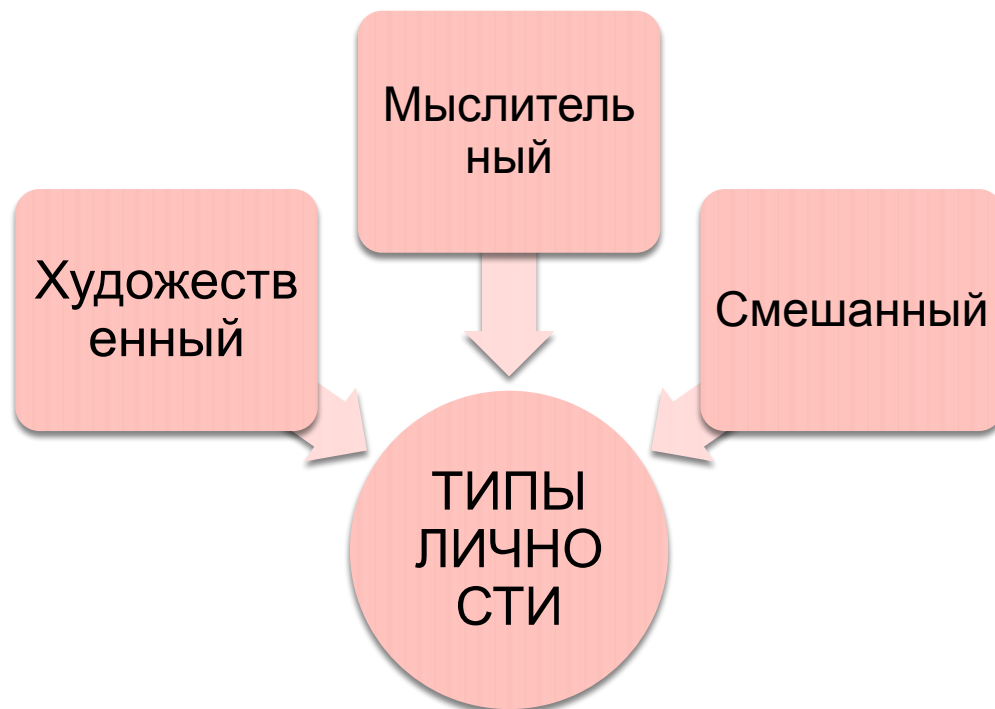 Мыслитель
ный
Художеств
енный
Смешанный
ТИПЫ
ЛИЧНО
СТИ